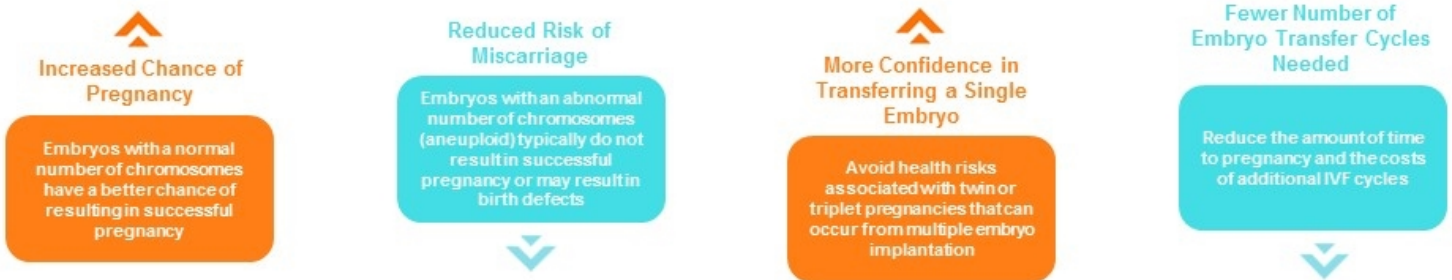 Increased Chance of
Pregnancy
Embryos with a normal
number of chromosomes
have a better chance of
resulting in successful
pregnancy
Reduced Risk of
Miscarriage
Embryos with an abnormal
number of chromosomes
(aneuploid) typically do not
result in successful
pregnancy or may result in
birth defects
More Confidence in
Transferring a Single
Embryo
Avoid health risks
associated with twin or
triplet pregnancies that can
occur from multiple embryo
implantation
Fewer Number of
Embryo Transfer Cycles
Needed
Reduce the amount of time
to pregnancy and the costs
of additional IVF cycles